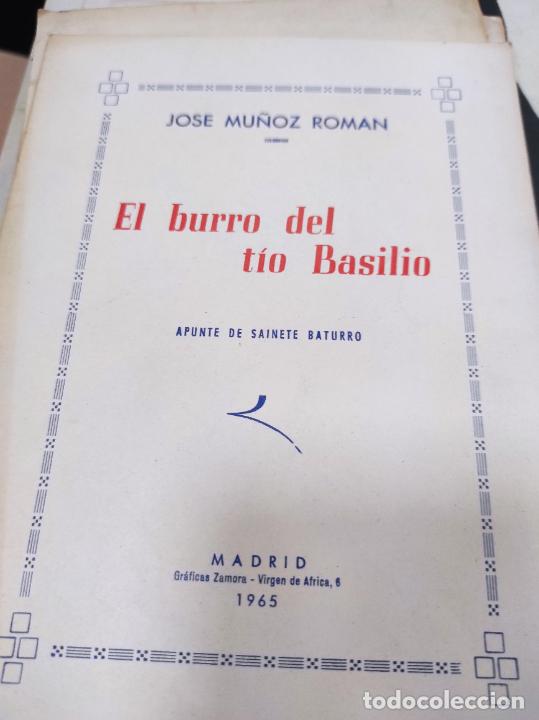 JOSE MUÑOZ ROMAN
El burro del
tío Basilio
APUNTE DE SAINETE BATURRO
MADRID
Gráficas Zamora - Virgen de Africa, 6
1965
todocoleccion.net